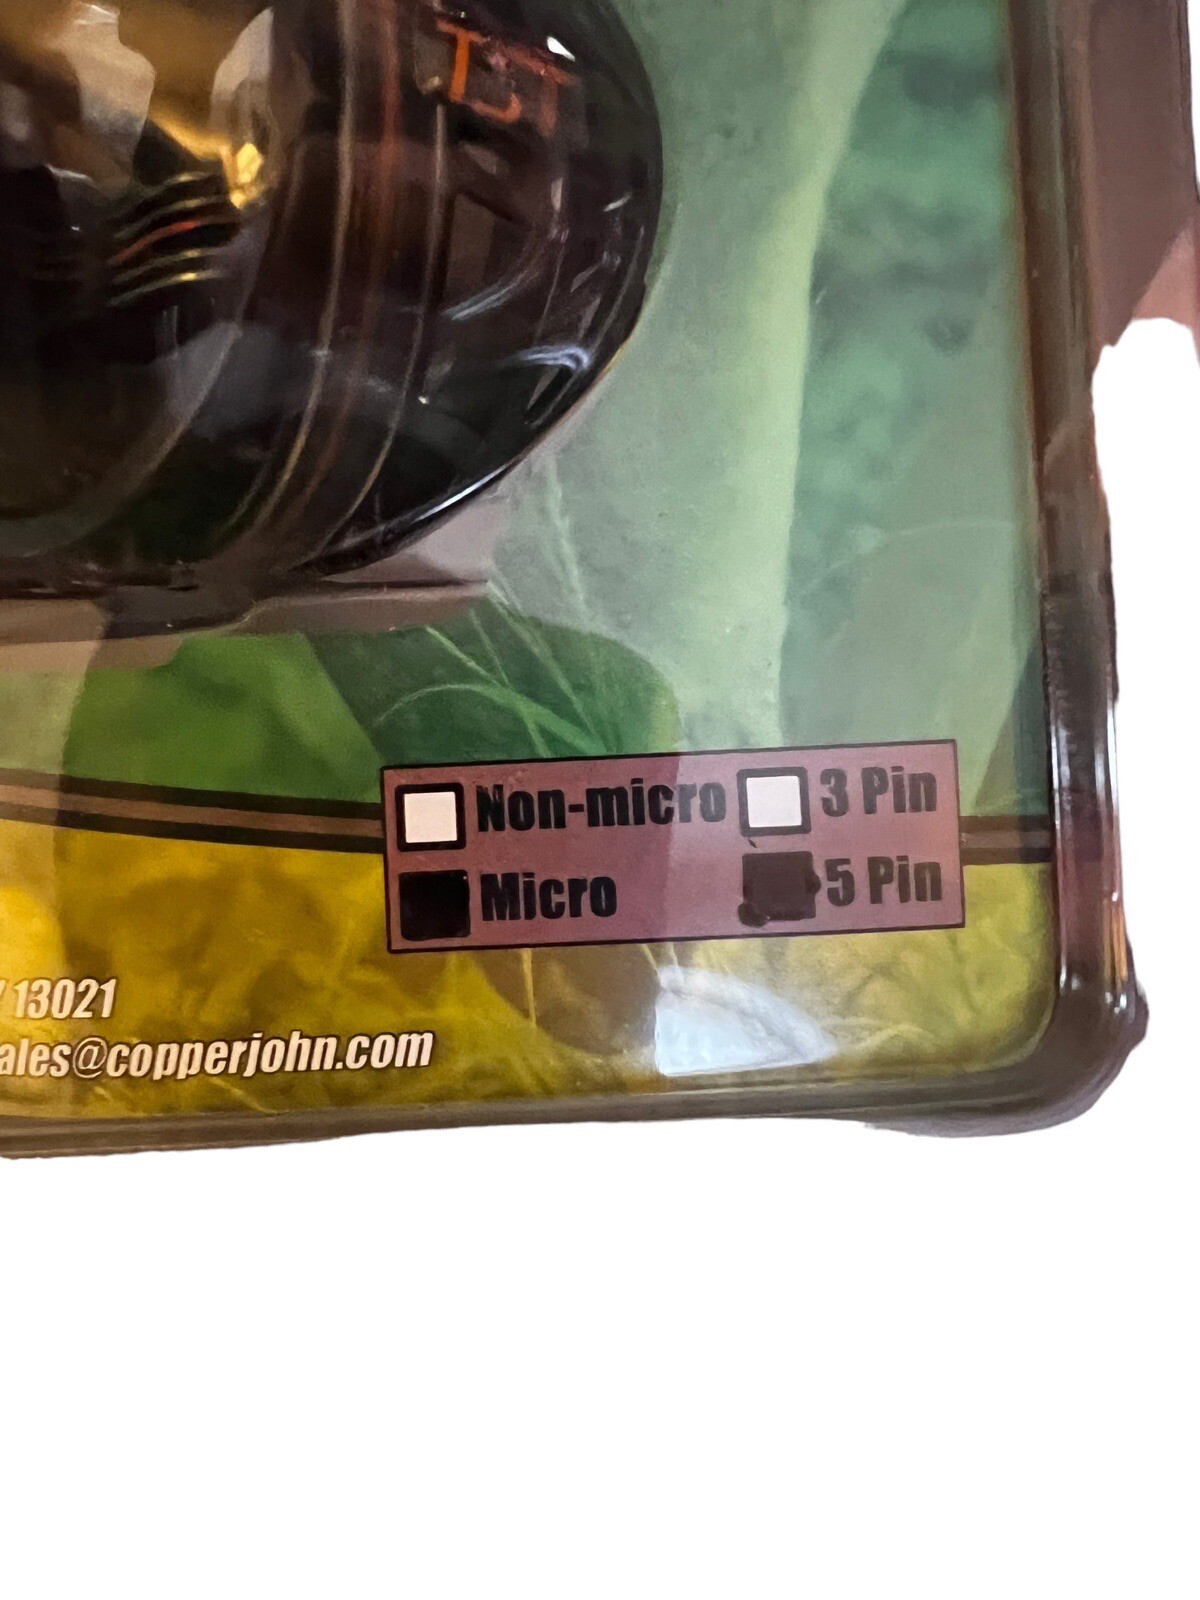 Non-micro 3 Pin
Micro 5 Pin
13021
ales@copperjohn.com